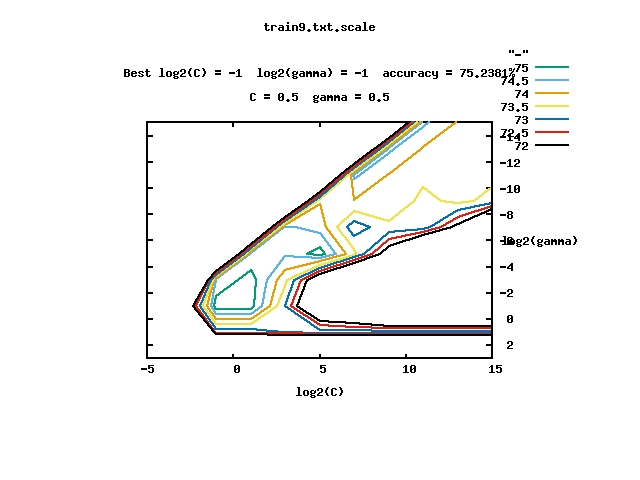 train9.txt.scale
"-"
Best log2(C) = -1 log2(gamma) = -1 accuracy = 75.2381%
75
74.5
C = 0.5 gamma = 0.5
74
73.5
73
72.5
72
-14
-12
-10
-8
-6
log2(gamma)
-4
-2
0
2
-5 0 5 10 15
log2(C)